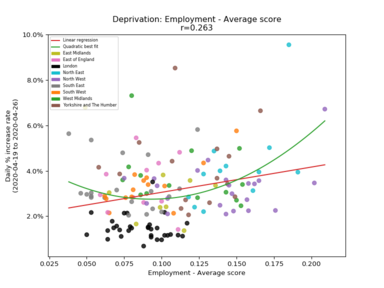 Deprivation: Employment - Average score
r=0.263
Daily % increase rate
(2020-04-19 to 2020-04-26)
10.0%
8.0%
6.0%
4.0%
2.0%
Linear regression
Quadratic best fit
East Midlands
East of England
London
North East
North West
South East
South West
West Midlands
Yorkshire and The Humber
0.025 0.050 0.075 0.100 0.125 0.150 0.175 0.200
Employment - Average score